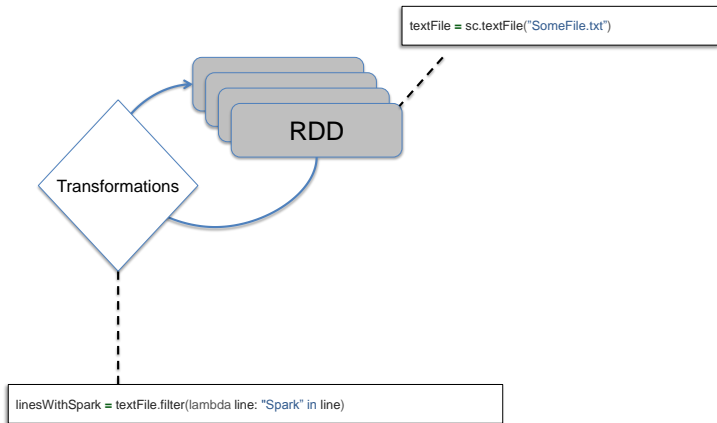 textFile = sc.textFile(”SomeFile.txt”)
RDD
Transformations
linesWithSpark = textFile.filter(lambda line: "Spark” in line)